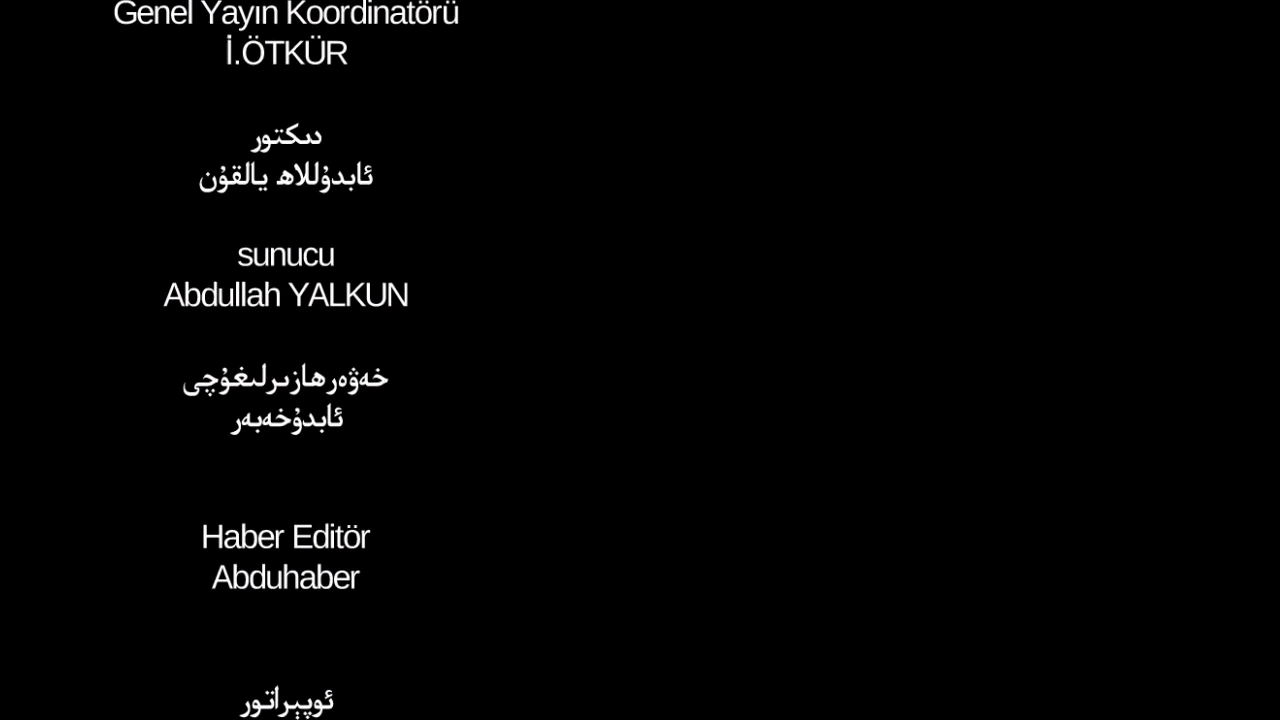 Genel Yayın Koordinatörü
İ.ÖTKÜR
دىكتور
ئابدۇللاھ يالقۇن
sunucu
Abdullah YALKUN
خەۋەرھازىرلىغۇچى
ئابدۇخەبەر
Haber Editör
Abduhaber
ئوپېراتور